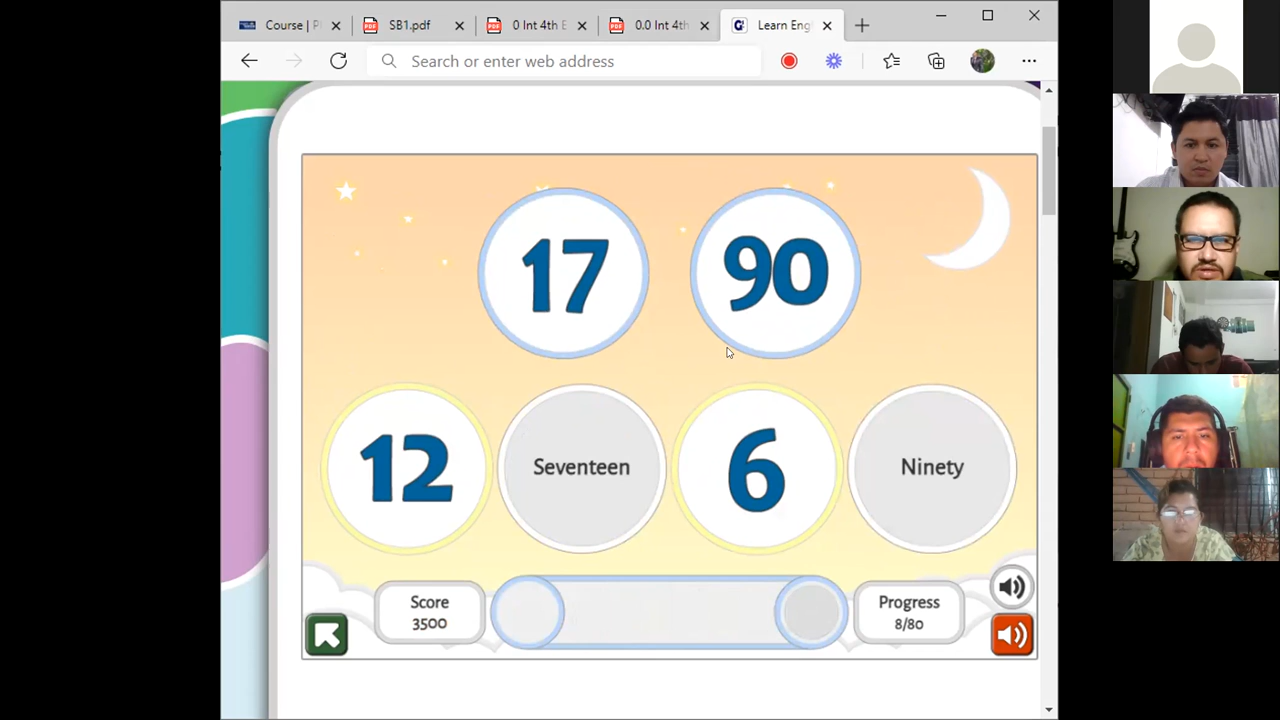 Course | P
SB1.pdf
0 Int 4th E
0.0 Int 4th
Learn Eng
Search or enter web address
17
90
12
Seventeen
6
Ninety
Score
3500
Progress
8/80